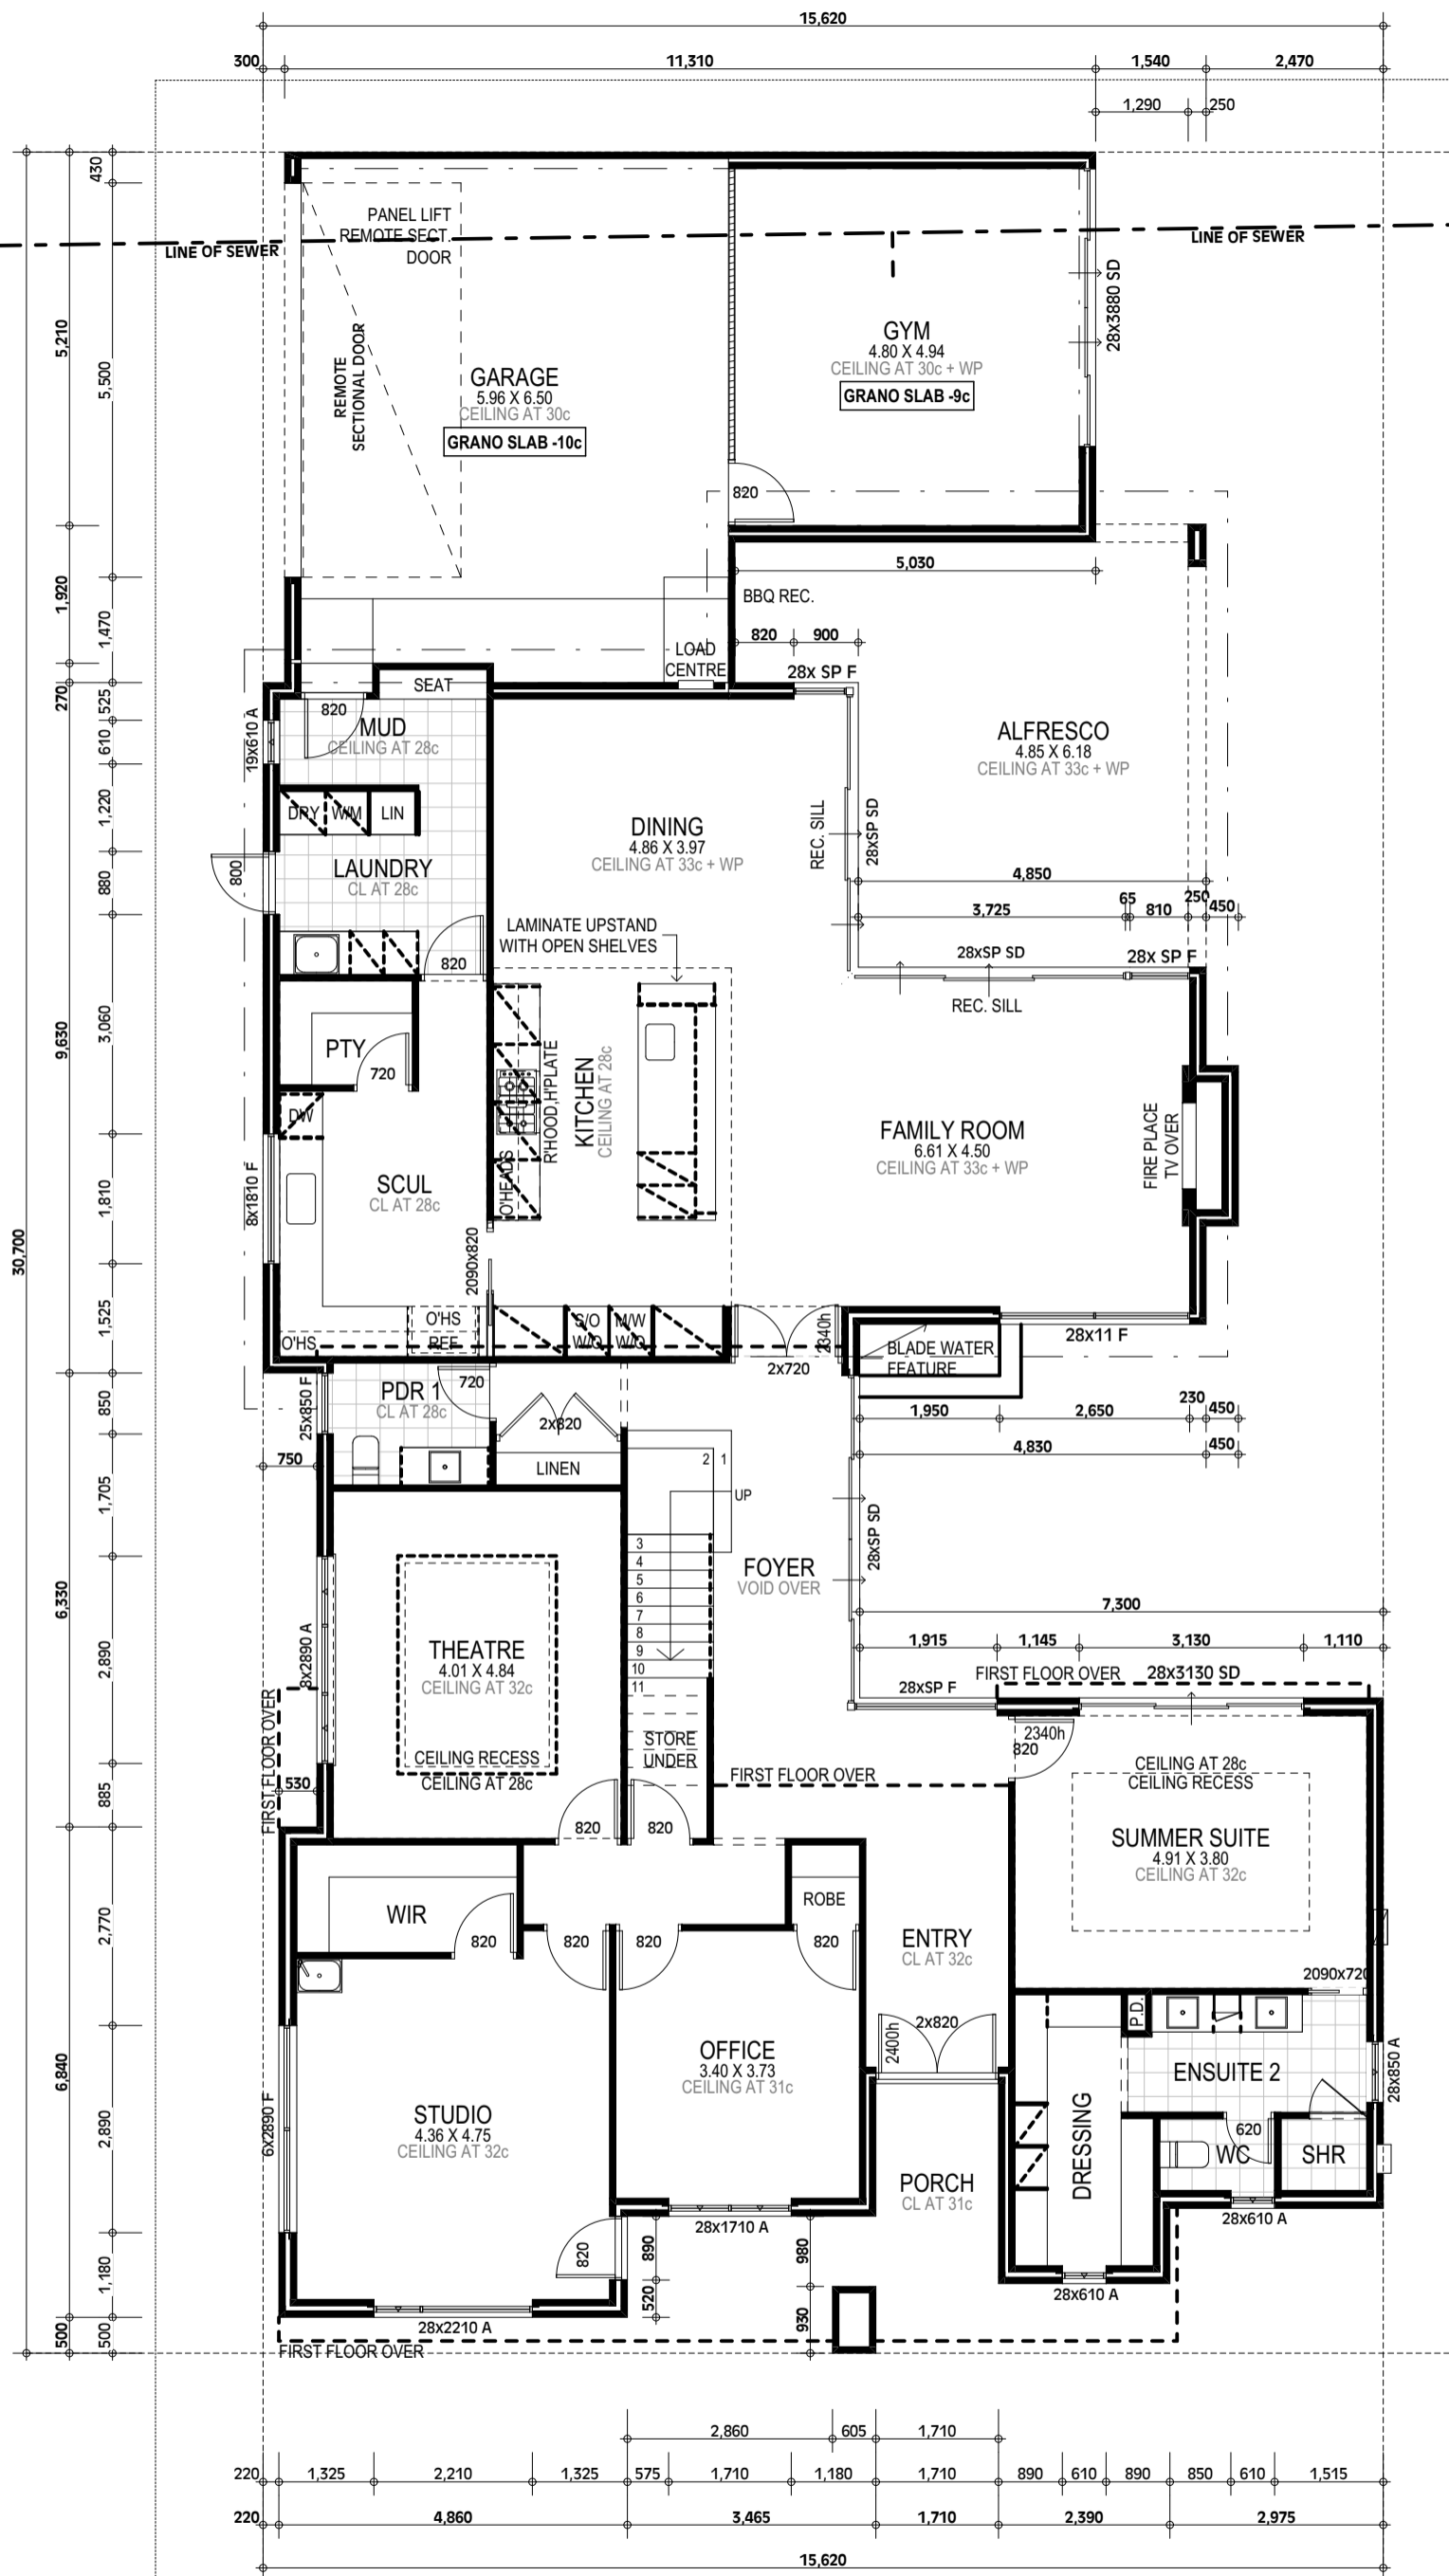 15,620
300
11,310
1,540
2,470
1,290
250
430
5,210
5,500
1,920
1,470
270
525
610
1,220
880
9,630
3,060
1,810
1,525
30,700
850
1,705
6,330
2,890
885
2,770
6,840
2,890
1,180
500
500
LINE OF SEWER
PANEL LIFT
REMOTE SECT.
DOOR
LINE OF SEWER
REMOTE
SECTIONAL DOOR
GARAGE
5.96 X 6.50
CEILING AT 30c
GRANO SLAB -10c
GYM
4.80 X 4.94
CEILING AT 30c + WP
GRANO SLAB -9c
28x3880 SD
820
5,030
BBQ REC.
820
900
LOAD
CENTRE
28x SP F
SEAT
820
MUD
CEILING AT 28c
19x610 A
ALFRESCO
4.85 X 6.18
CEILING AT 33c + WP
DRY
W/M
LIN
DINING
4.86 X 3.97
CEILING AT 33c + WP
REC. SILL
28xSP SD
800
LAUNDRY
CL AT 28c
4,850
3,725
65
810
250
450
LAMINATE UPSTAND
WITH OPEN SHELVES
820
28xSP SD
28x SP F
REC. SILL
PTY
720
DW
R'HOOD,H'PLATE
KITCHEN
CEILING AT 28c
FAMILY ROOM
6.61 X 4.50
CEILING AT 33c + WP
FIRE PLACE
TV OVER
SCUL
CL AT 28c
8x1810 F
O'HEADS
2090x820
O'HS
O'HS
REF
S/O
W/O
M/W
W/O
2x720
2340h
BLADE WATER
FEATURE
28x11 F
PDR 1
CL AT 28c
720
25x850 F
2x820
LINEN
750
1,950
2,650
230
450
4,830
450
2
1
UP
3
4
5
6
7
8
9
10
11
FOYER
VOID OVER
28xSP SD
THEATRE
4.01 X 4.84
CEILING AT 32c
8x2890 A
CEILING RECESS
CEILING AT 28c
FIRST FLOOR OVER
530
STORE
UNDER
7,300
1,915
1,145
3,130
1,110
FIRST FLOOR OVER
28x3130 SD
28xSP F
2340h
820
FIRST FLOOR OVER
CEILING AT 28c
CEILING RECESS
SUMMER SUITE
4.91 X 3.80
CEILING AT 32c
820
820
WIR
820
820
820
ROBE
820
ENTRY
CL AT 32c
2090x720
2x820
2400h
P.D.
ENSUITE 2
28x850 A
OFFICE
3.40 X 3.73
CEILING AT 31c
STUDIO
4.36 X 4.75
CEILING AT 32c
6x2890 F
DRESSING
620
WC
SHR
PORCH
CL AT 31c
28x610 A
28x1710 A
820
890
520
980
930
28x610 A
28x2210 A
FIRST FLOOR OVER
2,860
605
1,710
220
1,325
2,210
1,325
575
1,710
1,180
1,710
890
610
890
850
610
1,515
220
4,860
3,465
1,710
2,390
2,975
15,620